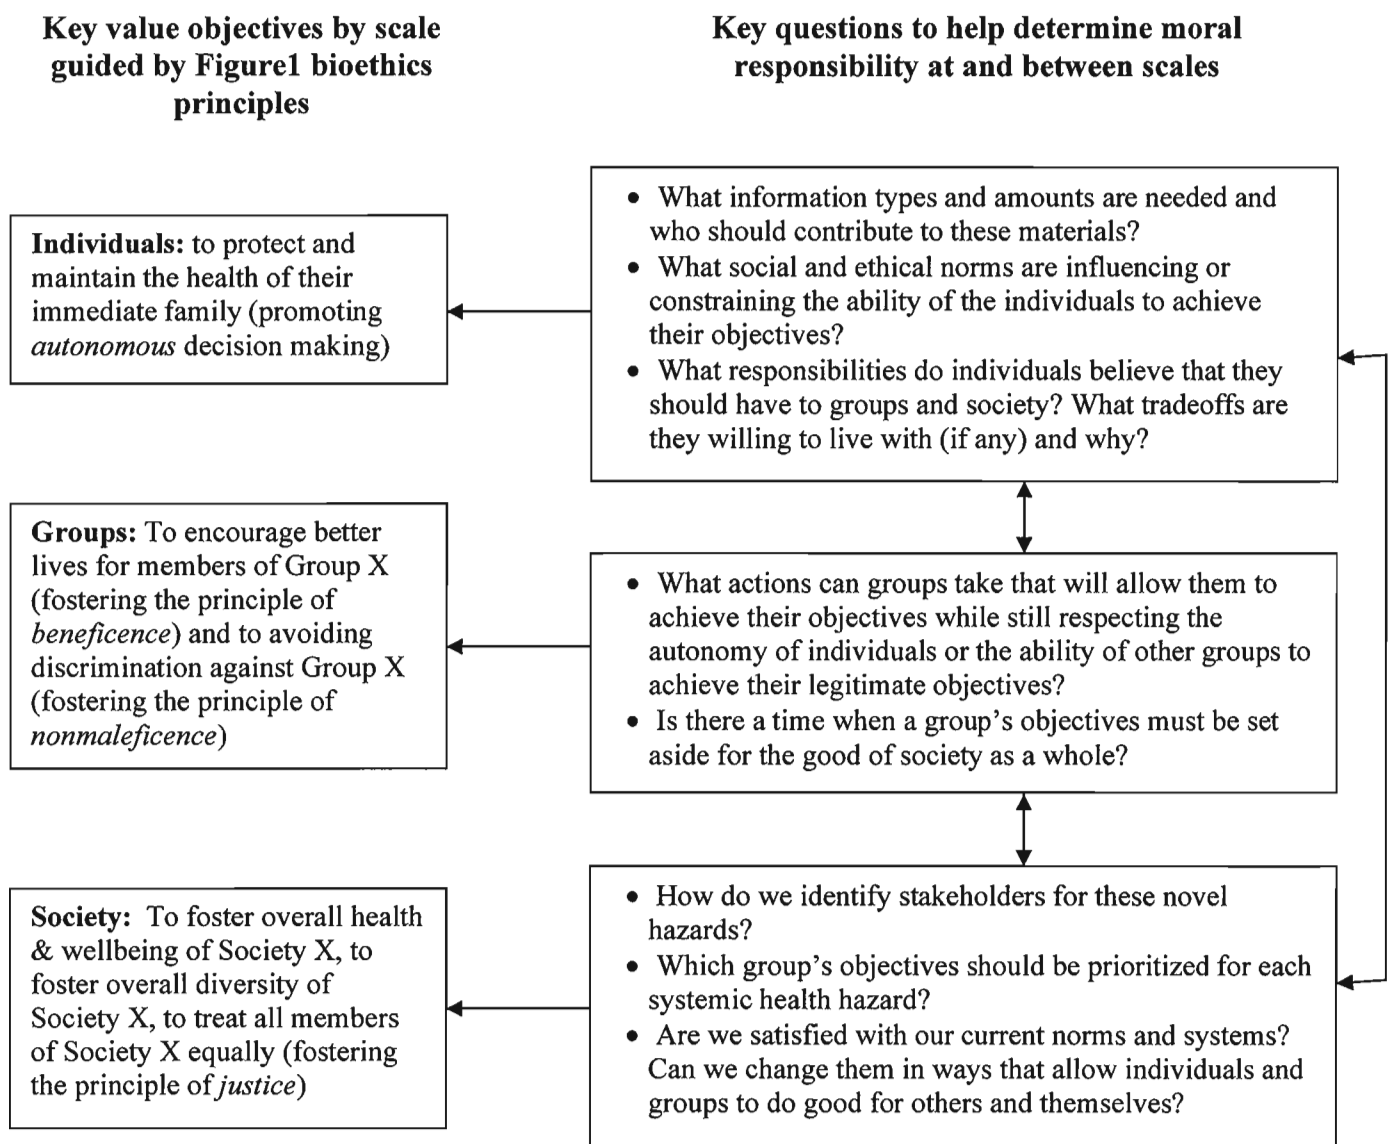 Key value objectives by scale
guided by Figure1 bioethics
principles
Key questions to help determine moral
responsibility at and between scales
Individuals: to protect and
maintain the health of their
immediate family (promoting
autonomous decision making)
• What information types and amounts are needed and
who should contribute to these materials?
• What social and ethical norms are influencing or
constraining the ability of the individuals to achieve
their objectives?
• What responsibilities do individuals believe that they
should have to groups and society? What tradeoffs are
they willing to live with (if any) and why?
Groups: To encourage better
lives for members of Group X
(fostering the principle of
beneficence) and to avoiding
discrimination against Group X
(fostering the principle of
nonmaleficence)
• What actions can groups take that will allow them to
achieve their objectives while still respecting the
autonomy of individuals or the ability of other groups to
achieve their legitimate objectives?
• Is there a time when a group's objectives must be set
aside for the good of society as a whole?
Society: To foster overall health
& wellbeing of Society X, to
foster overall diversity of
Society X, to treat all members
of Society X equally (fostering
the principle of justice)
• How do we identify stakeholders for these novel
hazards?
• Which group's objectives should be prioritized for each
systemic health hazard?
• Are we satisfied with our current norms and systems?
Can we change them in ways that allow individuals and
groups to do good for others and themselves?